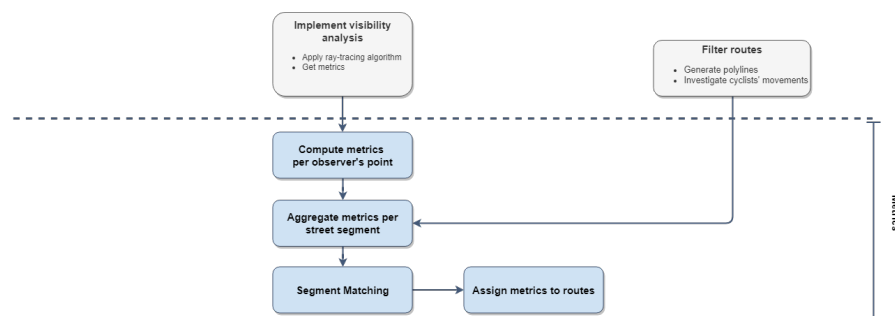 Implement visibility
analysis
• Apply ray-tracing algorithm
• Get metrics
Filter routes
• Generate polylines
• Investigate cyclists' movements
Compute metrics
per observer's point
Aggregate metrics per
street segment
Segment Matching
Assign metrics to routes